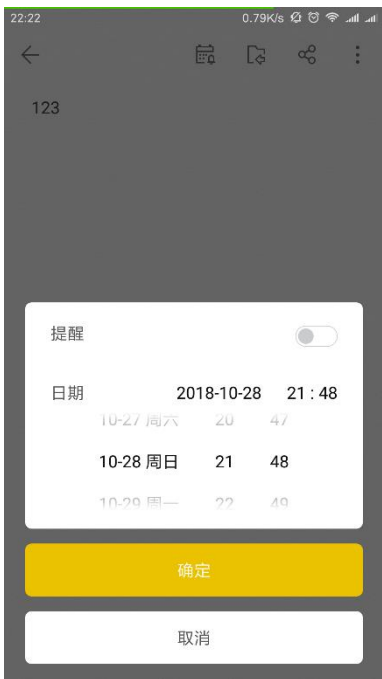 22:22 0.79K/s
123
提醒
日期 2018-10-28 21 : 48
10-27 周六 20 47
10-28 周日 21 48
10-29 周一 22 49
确定
取消